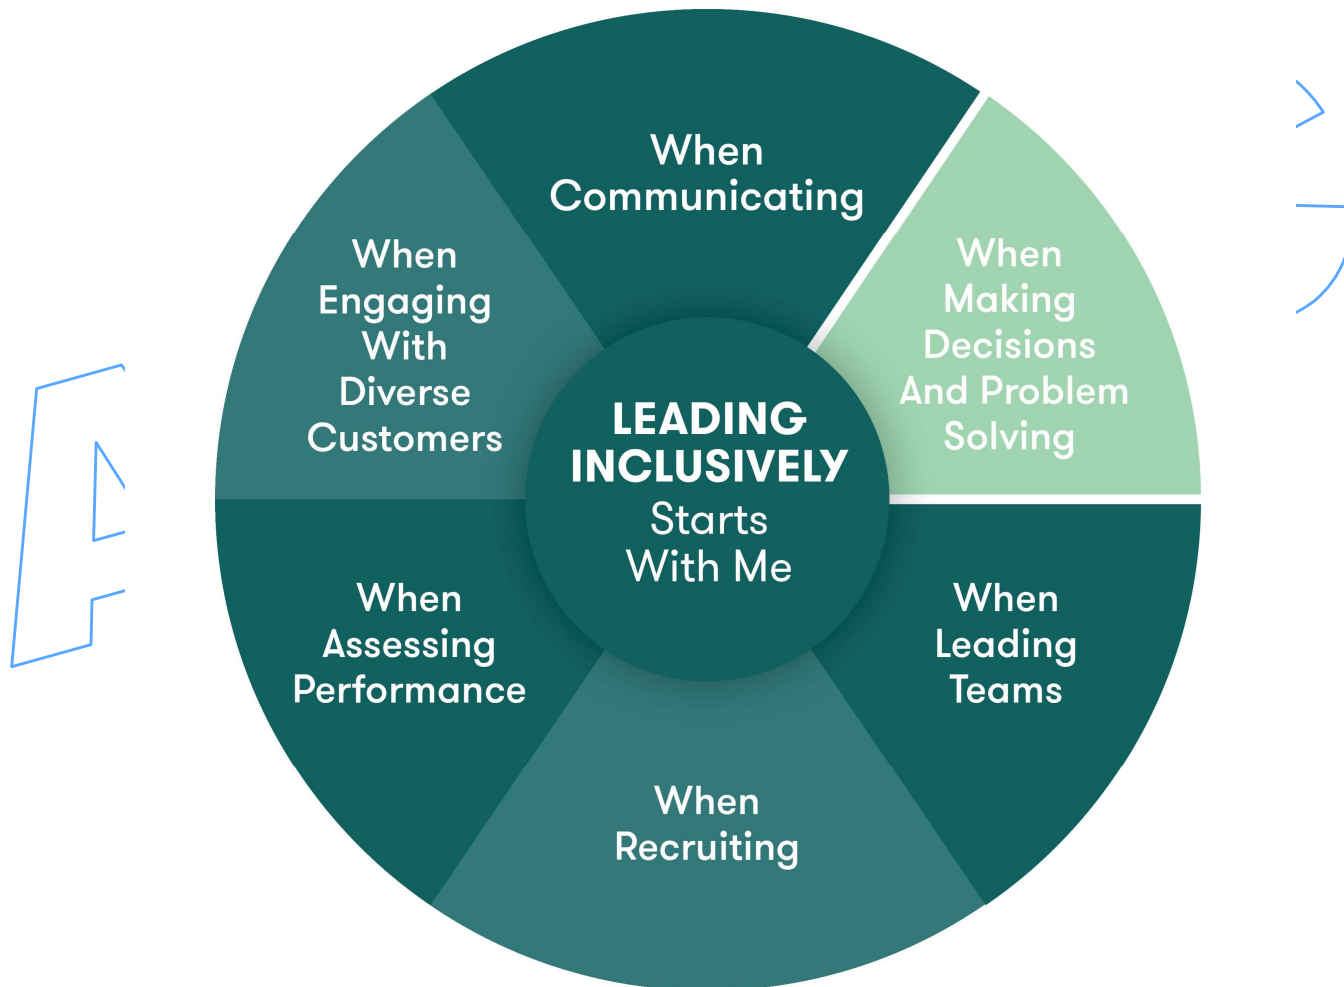 When
Communicating
When
Making
Decisions
And Problem
Solving
When
Leading
Teams
When
Recruiting
When
Assessing
Performance
When
Engaging
With
Diverse
Customers
LEADING
INCLUSIVELY
Starts
With Me